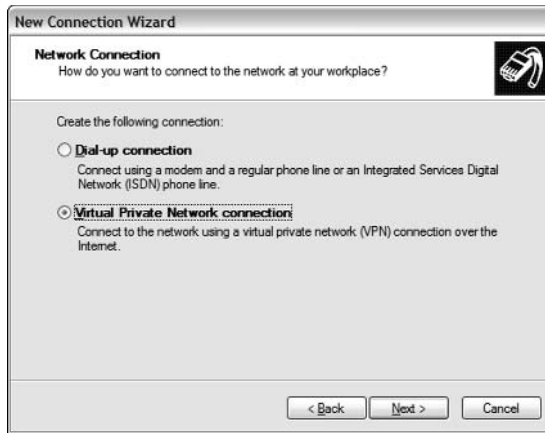 New Connection Wizard
Network Connection
How do you want to connect to the network at your workplace?
Create the following connection:
Dial-up connection
Connect using a modem and a regular phone line or an Integrated Services Digital
Network (ISDN) phone line.
Virtual Private Network connection
Connect to the network using a virtual private network (VPN) connection over the
Internet.
< Back
Next >
Cancel